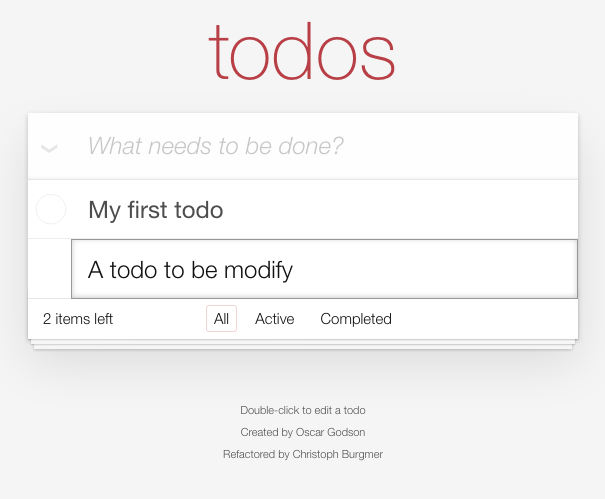 todos
What needs to be done?
My first todo
A todo to be modify
2 items left All Active Completed
Double-click to edit a todo
Created by Oscar Godson
Refactored by Christoph Burgmer